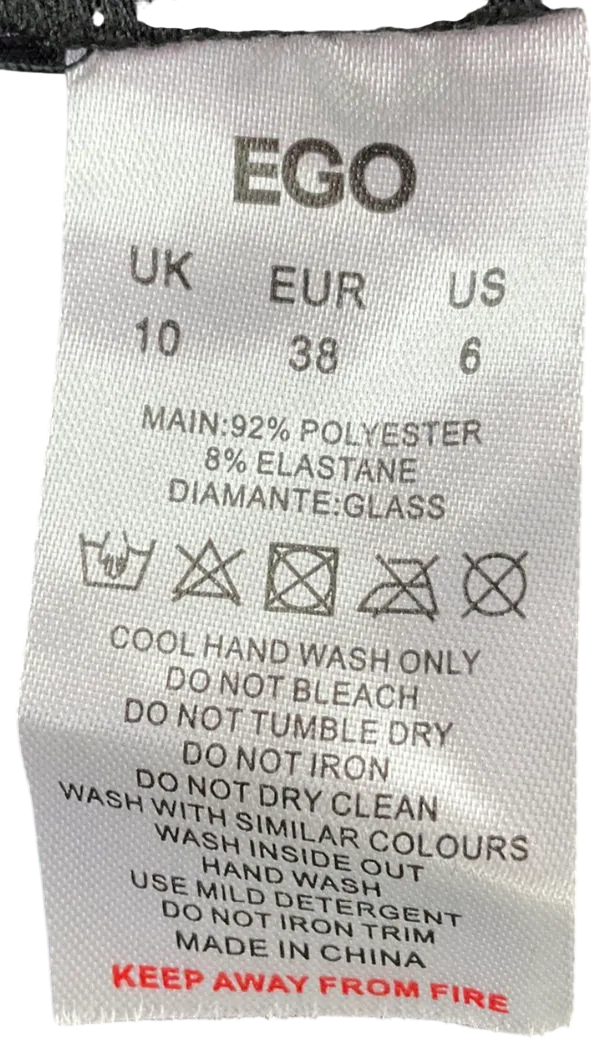 EGO
UK EUR US
10 38 6
MAIN:92% POLYESTER
8% ELASTANE
DIAMANTE:GLASS
COOL HAND WASH ONLY
DO NOT BLEACH
DO NOT TUMBLE DRY
DO NOT IRON
DO NOT DRY CLEAN
WASH WITH SIMILAR COLOURS
WASH INSIDE OUT
HAND WASH
USE MILD DETERGENT
DO NOT IRON TRIM
MADE IN CHINA
KEEP AWAY FROM FIRE